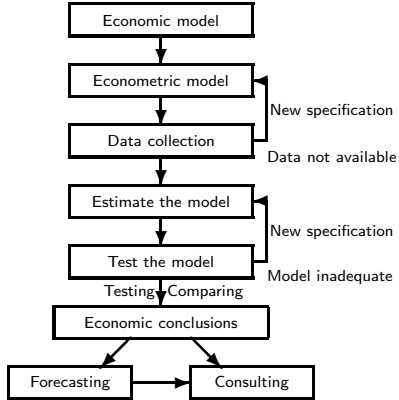 Economic model
Econometric model
New specification
Data collection
Data not available
Estimate the model
New specification
Test the model
Model inadequate
Testing Comparing
Economic conclusions
Forecasting
Consulting